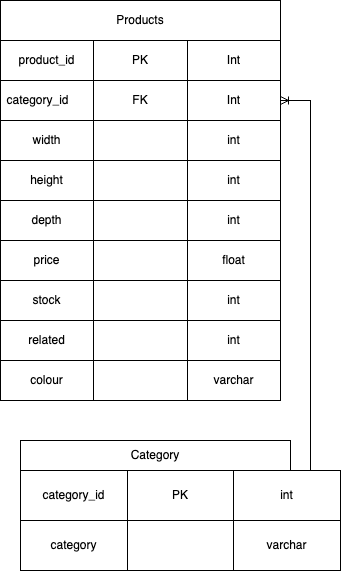 Products
product_id PK Int
category_id FK Int
width int
height int
depth int
price float
stock int
related int
colour varchar
Category
category_id PK int
category varchar